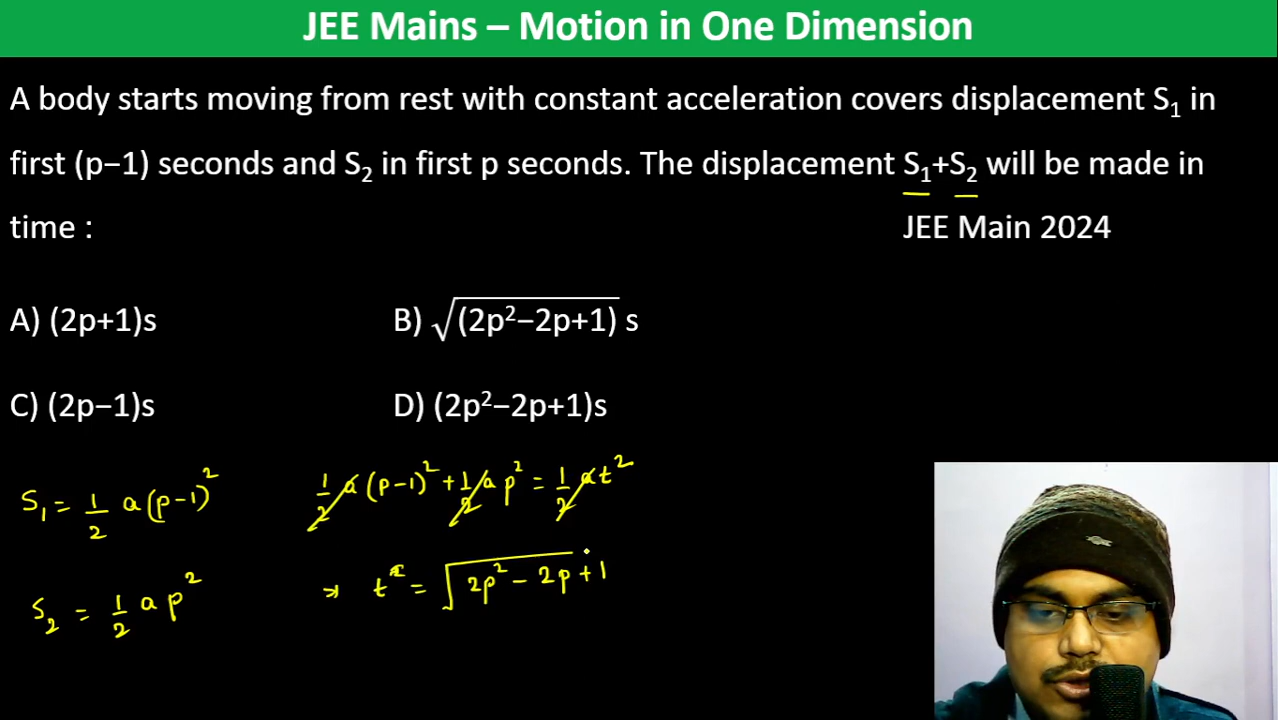 JEE Mains – Motion in One Dimension
A body starts moving from rest with constant acceleration covers displacement S₁ in
first (p−1) seconds and S₂ in first p seconds. The displacement S₁+S₂ will be made in
time : JEE Main 2024
A) (2p+1)s B) √(2p²−2p+1) s
C) (2p−1)s D) (2p²−2p+1)s
S₁ = 1/2 a(p−1)² 1/2 a (p−1)² + 1/2 a p² = 1/2 a t²
S₂ = 1/2 a p² ⇒ t² = √2p² − 2p + 1